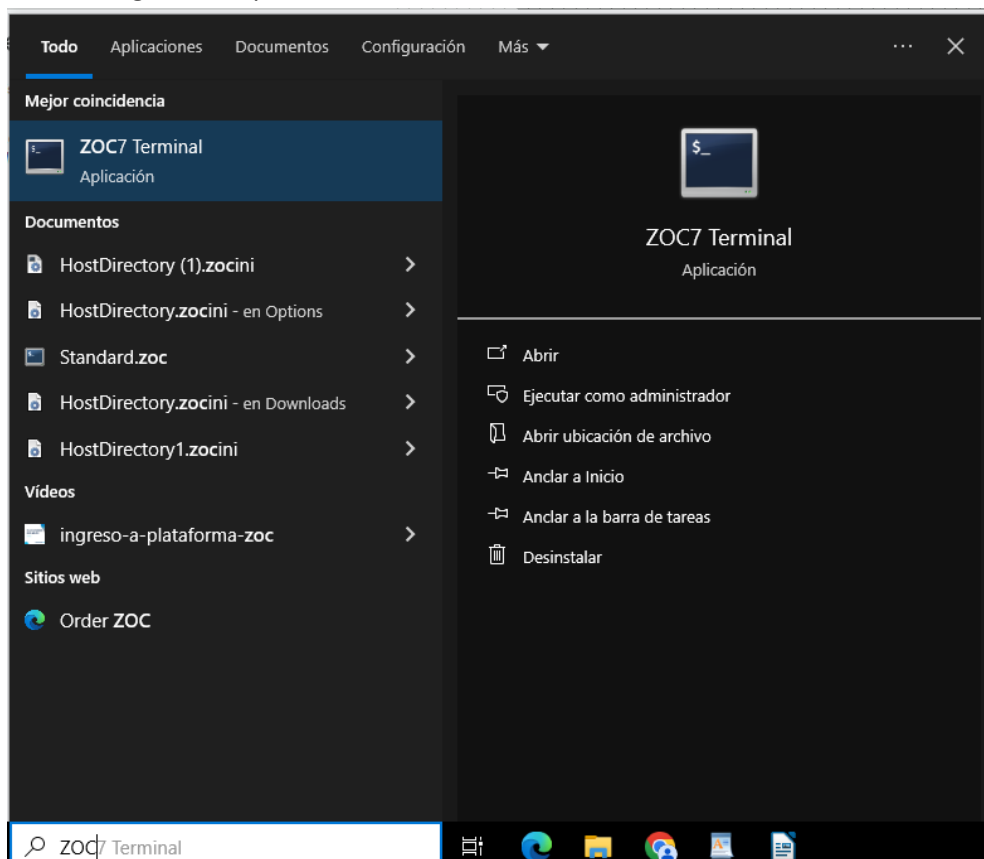 Todo Aplicaciones Documentos Configuración Más
Mejor coincidencia
ZOC7 Terminal
Aplicación
Documentos
HostDirectory (1).zocini
HostDirectory.zocini - en Options
Standard.zoc
HostDirectory.zocini - en Downloads
HostDirectory1.zocini
Vídeos
ingreso-a-plataforma-zoc
Sitios web
Order ZOC
$_
ZOC7 Terminal
Aplicación
Abrir
Ejecutar como administrador
Abrir ubicación de archivo
Anclar a Inicio
Anclar a la barra de tareas
Desinstalar
ZOC7 Terminal